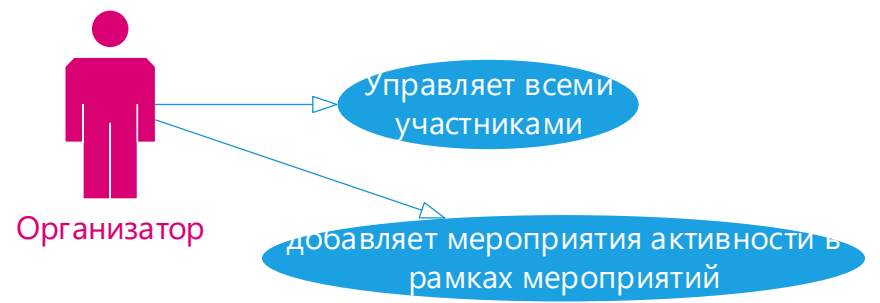 Управляет всеми
участниками
Организатор
добавляет мероприятия активности в
рамках мероприятий